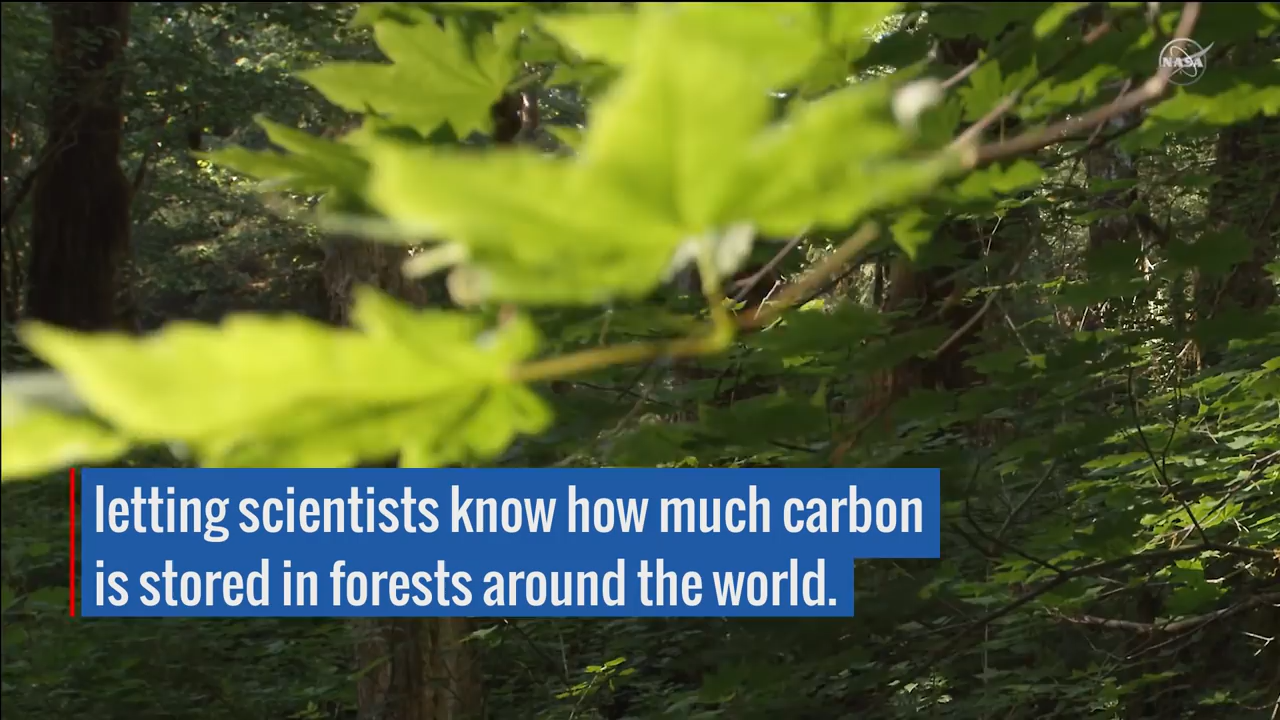 NASA
letting scientists know how much carbon
is stored in forests around the world.